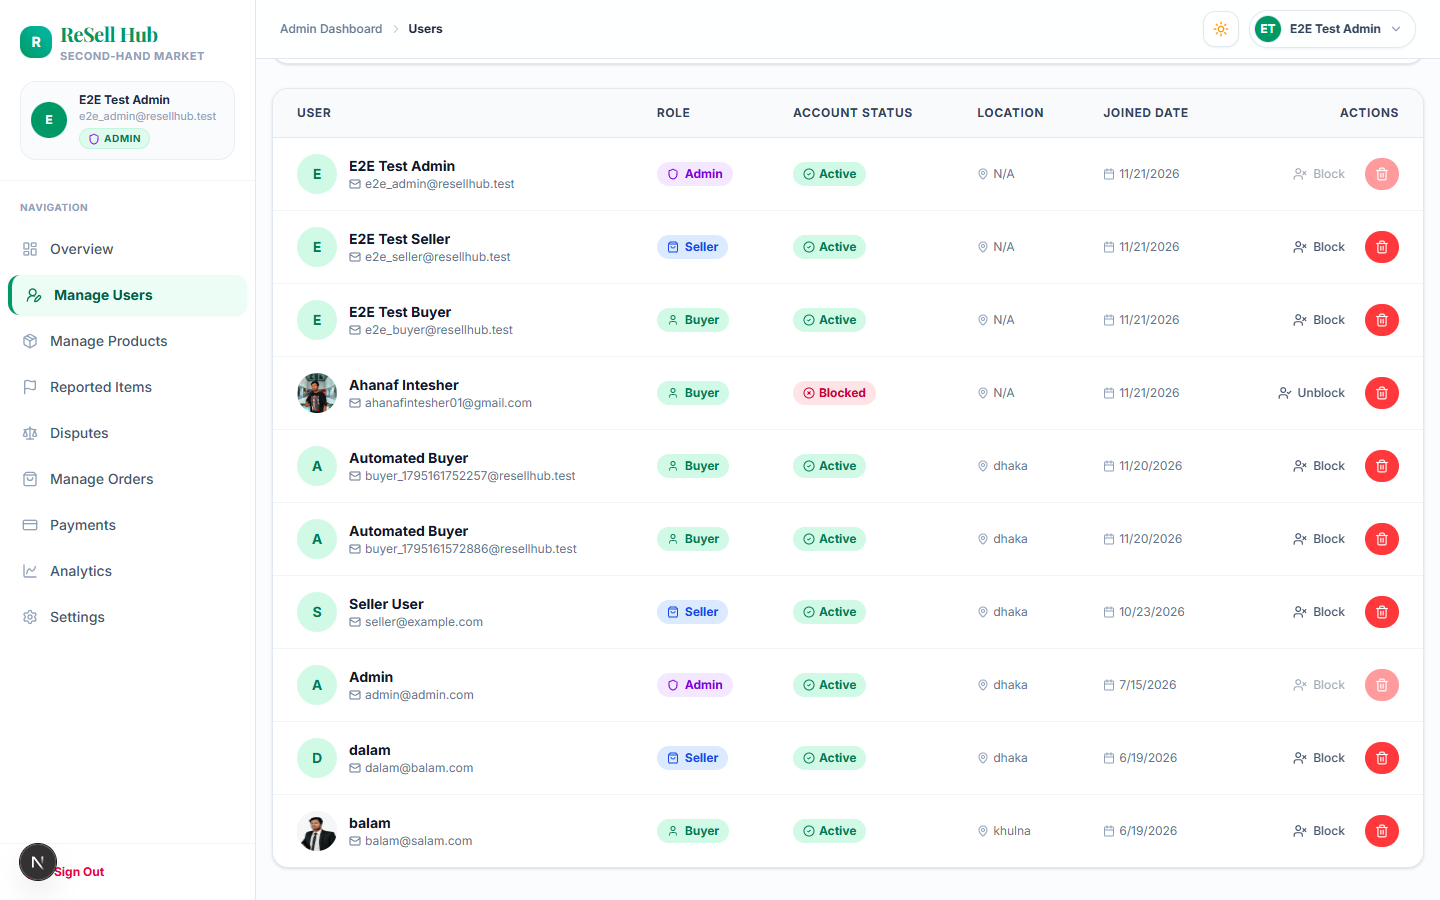 R
ReSell Hub
SECOND-HAND MARKET
E
E2E Test Admin
e2e_admin@resellhub.test
ADMIN
NAVIGATION
Overview
Manage Users
Manage Products
Reported Items
Disputes
Manage Orders
Payments
Analytics
Settings
N
Sign Out
Admin Dashboard > Users
ET E2E Test Admin
USER ROLE ACCOUNT STATUS LOCATION JOINED DATE ACTIONS
E E2E Test Admin Admin Active N/A 11/21/2026 Block
e2e_admin@resellhub.test
E E2E Test Seller Seller Active N/A 11/21/2026 Block
e2e_seller@resellhub.test
E E2E Test Buyer Buyer Active N/A 11/21/2026 Block
e2e_buyer@resellhub.test
Ahanaf Intesher Buyer Blocked N/A 11/21/2026 Unblock
ahanafintesher01@gmail.com
A Automated Buyer Buyer Active dhaka 11/20/2026 Block
buyer_1795161752257@resellhub.test
A Automated Buyer Buyer Active dhaka 11/20/2026 Block
buyer_1795161572886@resellhub.test
S Seller User Seller Active dhaka 10/23/2026 Block
seller@example.com
A Admin Admin Active dhaka 7/15/2026 Block
admin@admin.com
D dalam Seller Active dhaka 6/19/2026 Block
dalam@balam.com
balam Buyer Active khulna 6/19/2026 Block
balam@salam.com